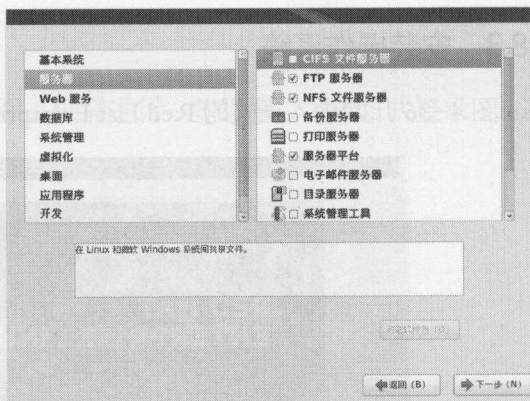 基本系统
服务器
Web 服务
数据库
系统管理
虚拟化
桌面
应用程序
开发
CIFS 文件服务器
FTP 服务器
NFS 文件服务器
备份服务器
打印服务器
服务器平台
电子邮件服务器
目录服务器
系统管理工具
在 Linux 和微软 Windows 系统间共享文件。
返回 (B)
下一步 (N)